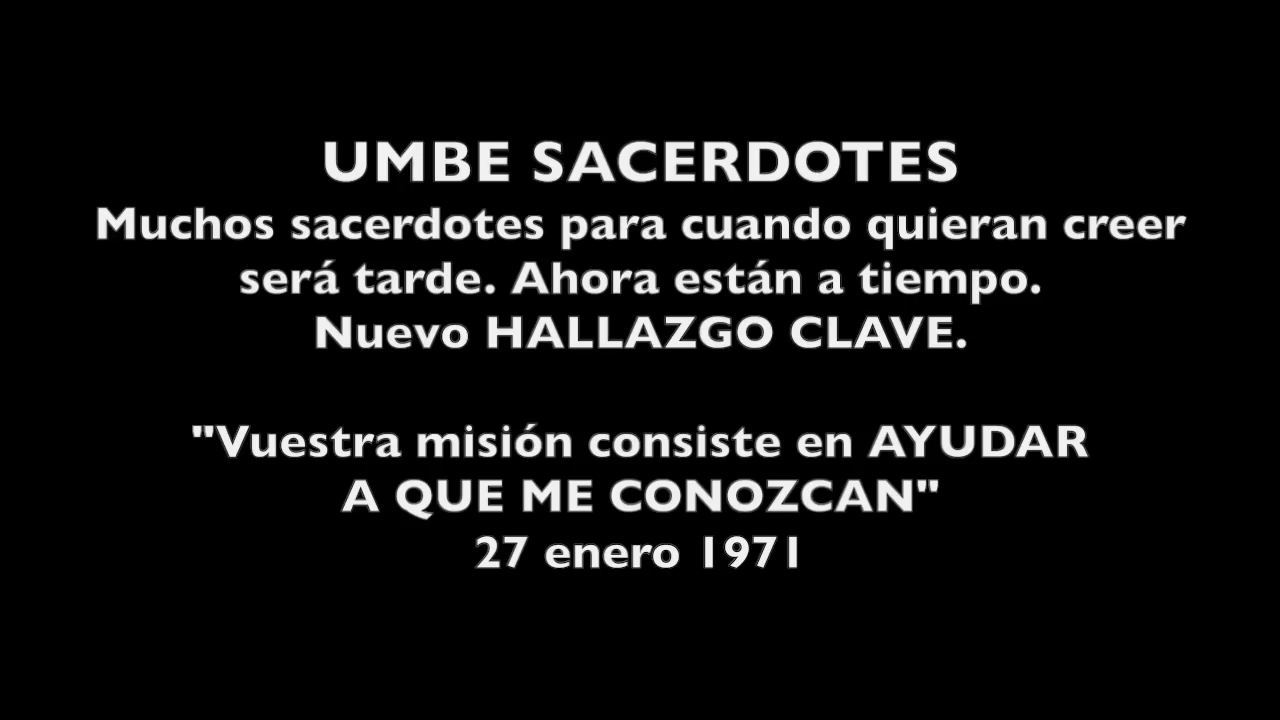 UMBE SACERDOTES
Muchos sacerdotes para cuando quieran creer
será tarde. Ahora están a tiempo.
Nuevo HALLAZGO CLAVE.
"Vuestra misión consiste en AYUDAR
A QUE ME CONOZCAN"
27 enero 1971